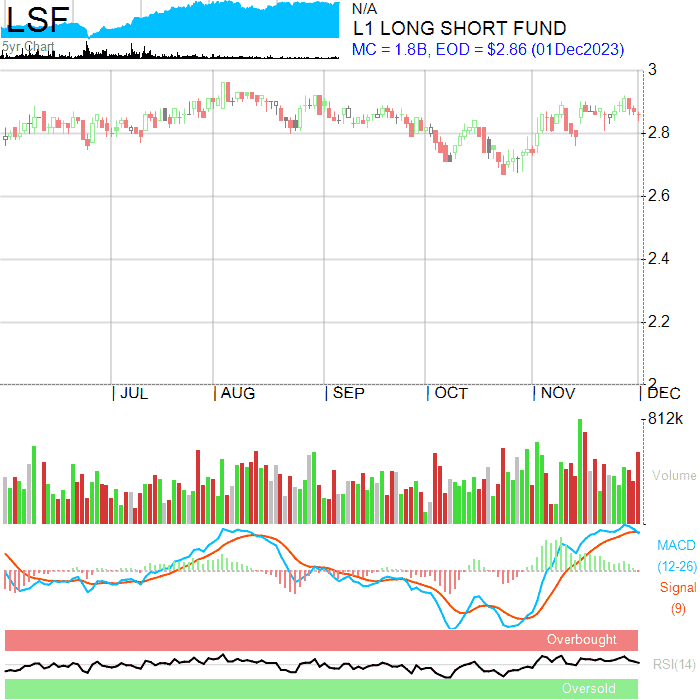 LSF
5yr Chart
N/A
L1 LONG SHORT FUND
MC = 1.8B, EOD = $2.86 (01Dec2023)
3
2.8
2.6
2.4
2.2
2
JUL AUG SEP OCT NOV DEC
812k
Volume
MACD
(12-26)
Signal
(9)
Overbought
RSI(14)
Oversold